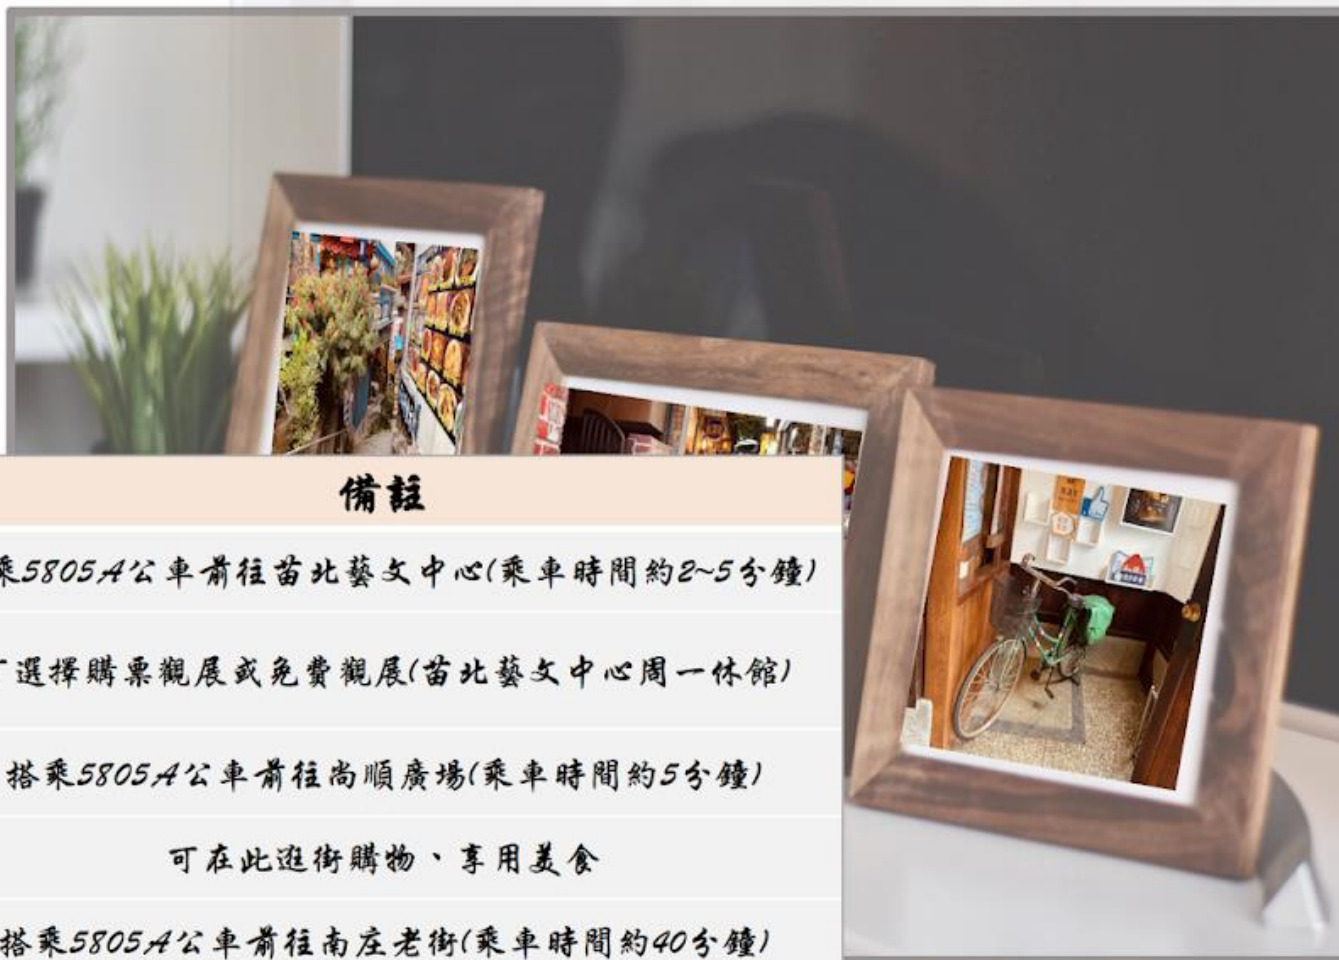 備註
乘5805A公車前往苗北藝文中心(乘車時間約2~5分鐘)
選擇購票觀展或免費觀展(苗北藝文中心周一休館)
搭乘5805A公車前往尚順廣場(乘車時間約5分鐘)
可在此逛街購物、享用美食
搭乘5805A公車前往南庄老街(乘車時間約40分鐘)